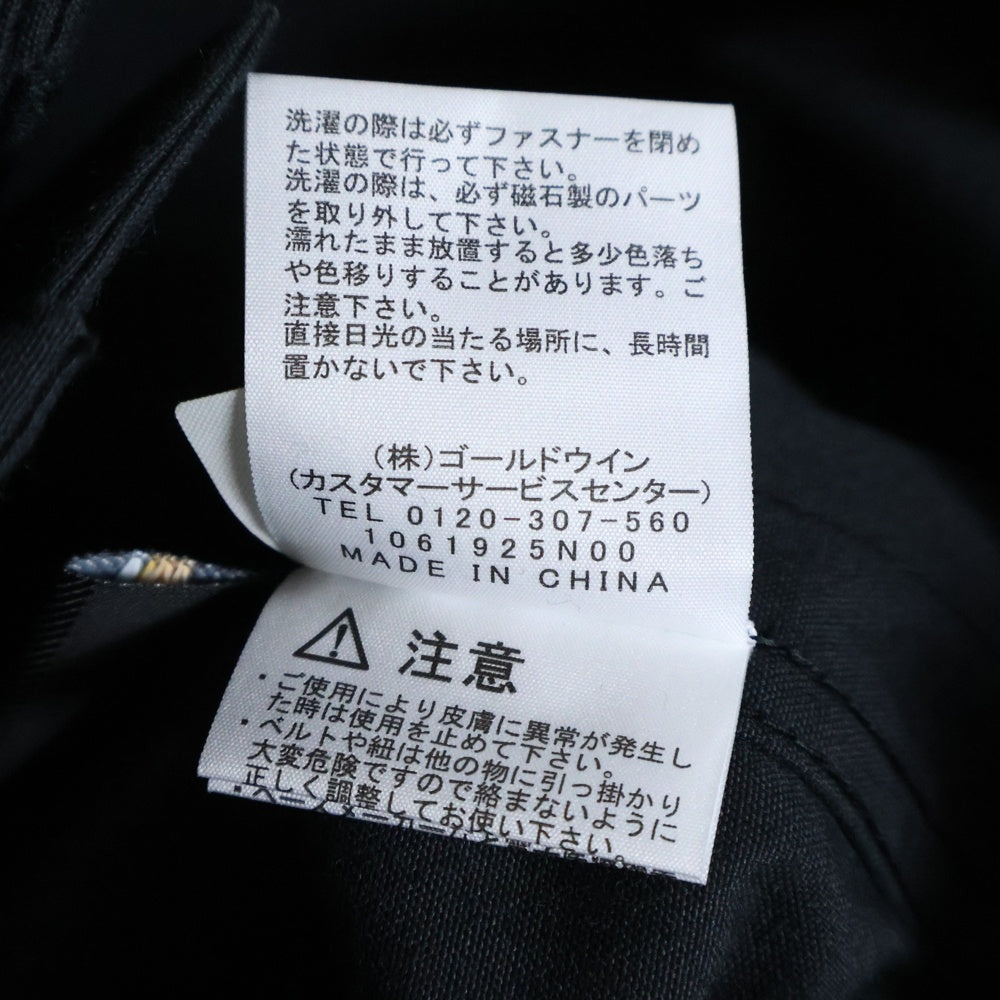 洗濯の際は必ずファスナーを閉め
た状態で行って下さい。
洗濯の際は、必ず磁石製のパーツ
を取り外して下さい。
濡れたまま放置すると多少色落ち
や色移りすることがあります。ご
注意下さい。
直接日光の当たる場所に、長時間
置かないで下さい。
(株)ゴールドウイン
(カスタマーサービスセンター)
TEL 0120-307-560
1061925N00
MADE IN CHINA
注意
・ご使用により皮膚に異常が発生し
た時は使用を止めて下さい。
・ベルトや紐は他の物に引っ掛かり
大変危険ですので絡まないように
正しく調整してお使い下さい。